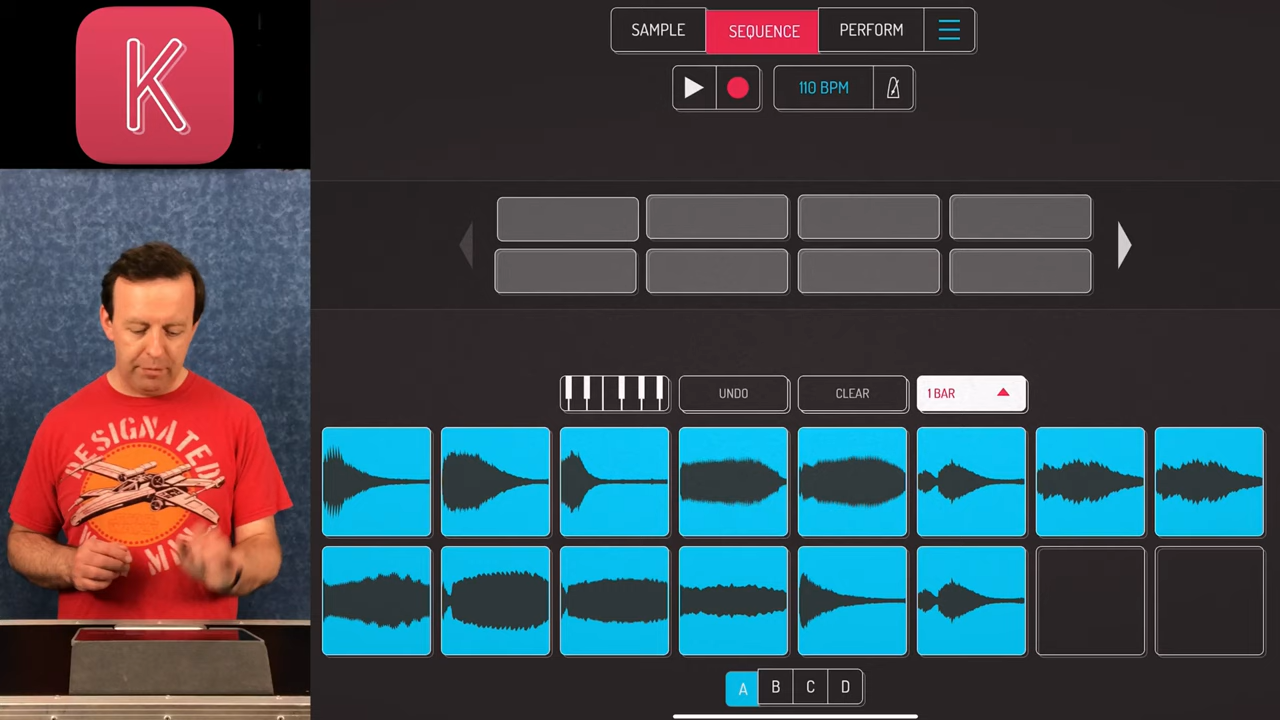 K
SAMPLE SEQUENCE PERFORM
110 BPM
UNDO CLEAR 1 BAR
DESIGNATED
A B C D